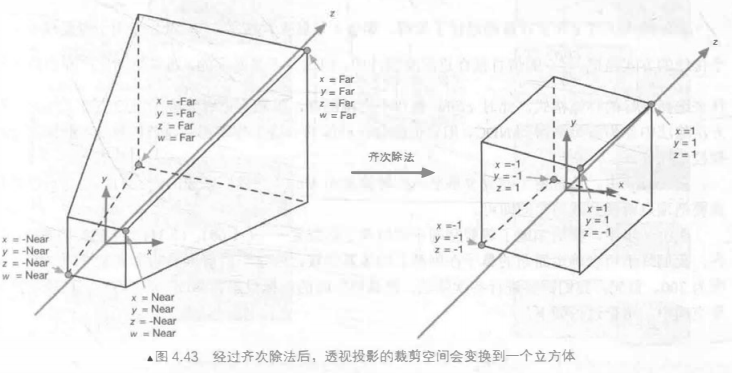 z
x = Far
y = Far
z = Far
w = Far
x = -Far
y = -Far
z = Far
w = Far
y
x = -Near
y = -Near
z = -Near
w = Near
x = Near
y = Near
z = -Near
w = Near
齐次除法
z
x =1
y = 1
z = 1
y
x
x =-1
y = 1
z = 1
x =1
y = 1
z = -1
x =-1
y = -1
z = -1
▲图 4.43 经过齐次除法后，透视投影的裁剪空间会变换到一个立方体